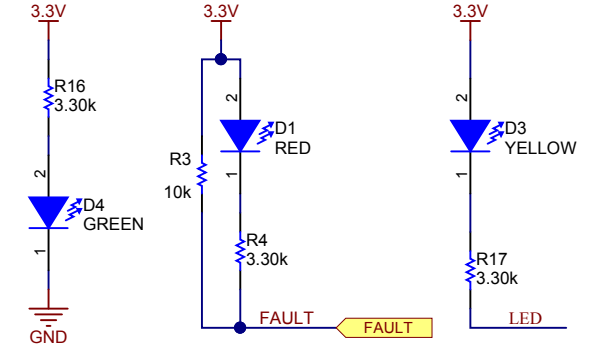 3.3V
R16
3.30k
2
D4
GREEN
1
GND
3.3V
2
D1
RED
1
R3
10k
R4
3.30k
FAULT
FAULT
3.3V
2
D3
YELLOW
1
R17
3.30k
LED